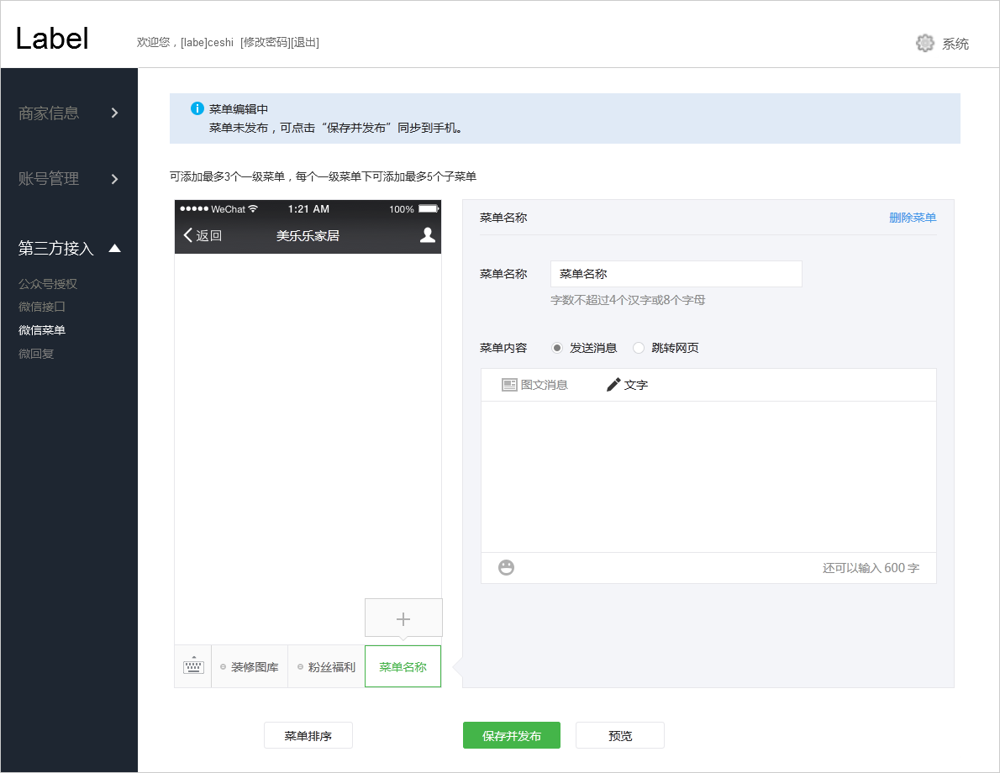 Label
欢迎您，[labe]ceshi [修改密码][退出]
系统
商家信息
账号管理
第三方接入
公众号授权
微信接口
微信菜单
微回复
菜单编辑中
菜单未发布，可点击“保存并发布”同步到手机。
可添加最多3个一级菜单，每个一级菜单下可添加最多5个子菜单
WeChat 1:21 AM 100%
返回 美乐乐家居
装修图库 粉丝福利 菜单名称
菜单名称 删除菜单
菜单名称 菜单名称
字数不超过4个汉字或8个字母
菜单内容 发送消息 跳转网页
图文消息 文字
还可以输入 600 字
菜单排序 保存并发布 预览